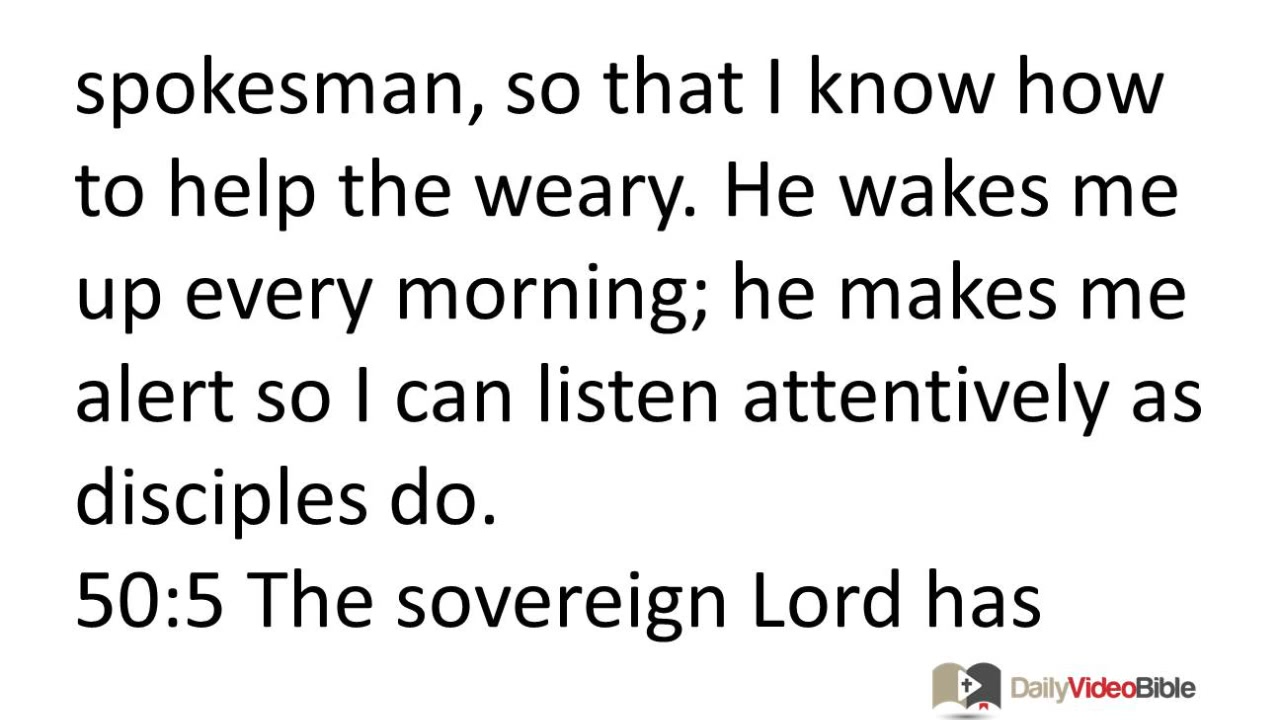 spokesman, so that I know how
to help the weary. He wakes me
up every morning; he makes me
alert so I can listen attentively as
disciples do.
50:5 The sovereign Lord has
DailyVideoBible